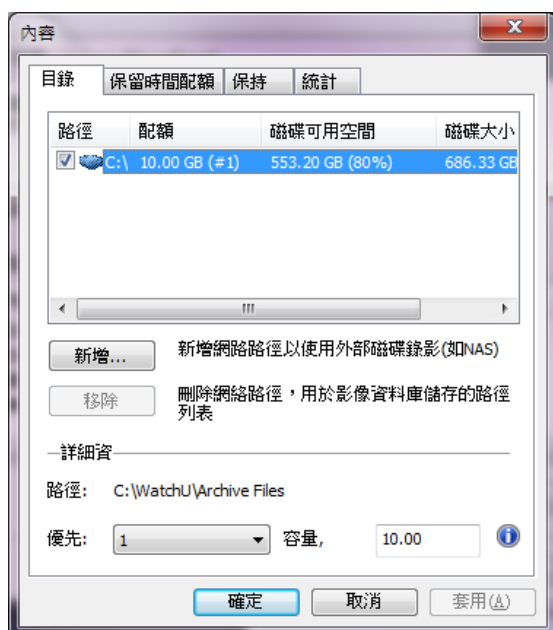 內容
目錄 保留時間配額 保持 統計
路徑 配額 磁碟可用空間 磁碟大小
C:\ 10.00 GB (#1) 553.20 GB (80%) 686.33 GB
新增... 新增網路路徑以使用外部磁碟錄影(如NAS)
移除 刪除網絡路徑，用於影像資料庫儲存的路徑
列表
詳細資
路徑: C:\WatchU\Archive Files
優先: 1 容量, 10.00
確定 取消 套用(A)